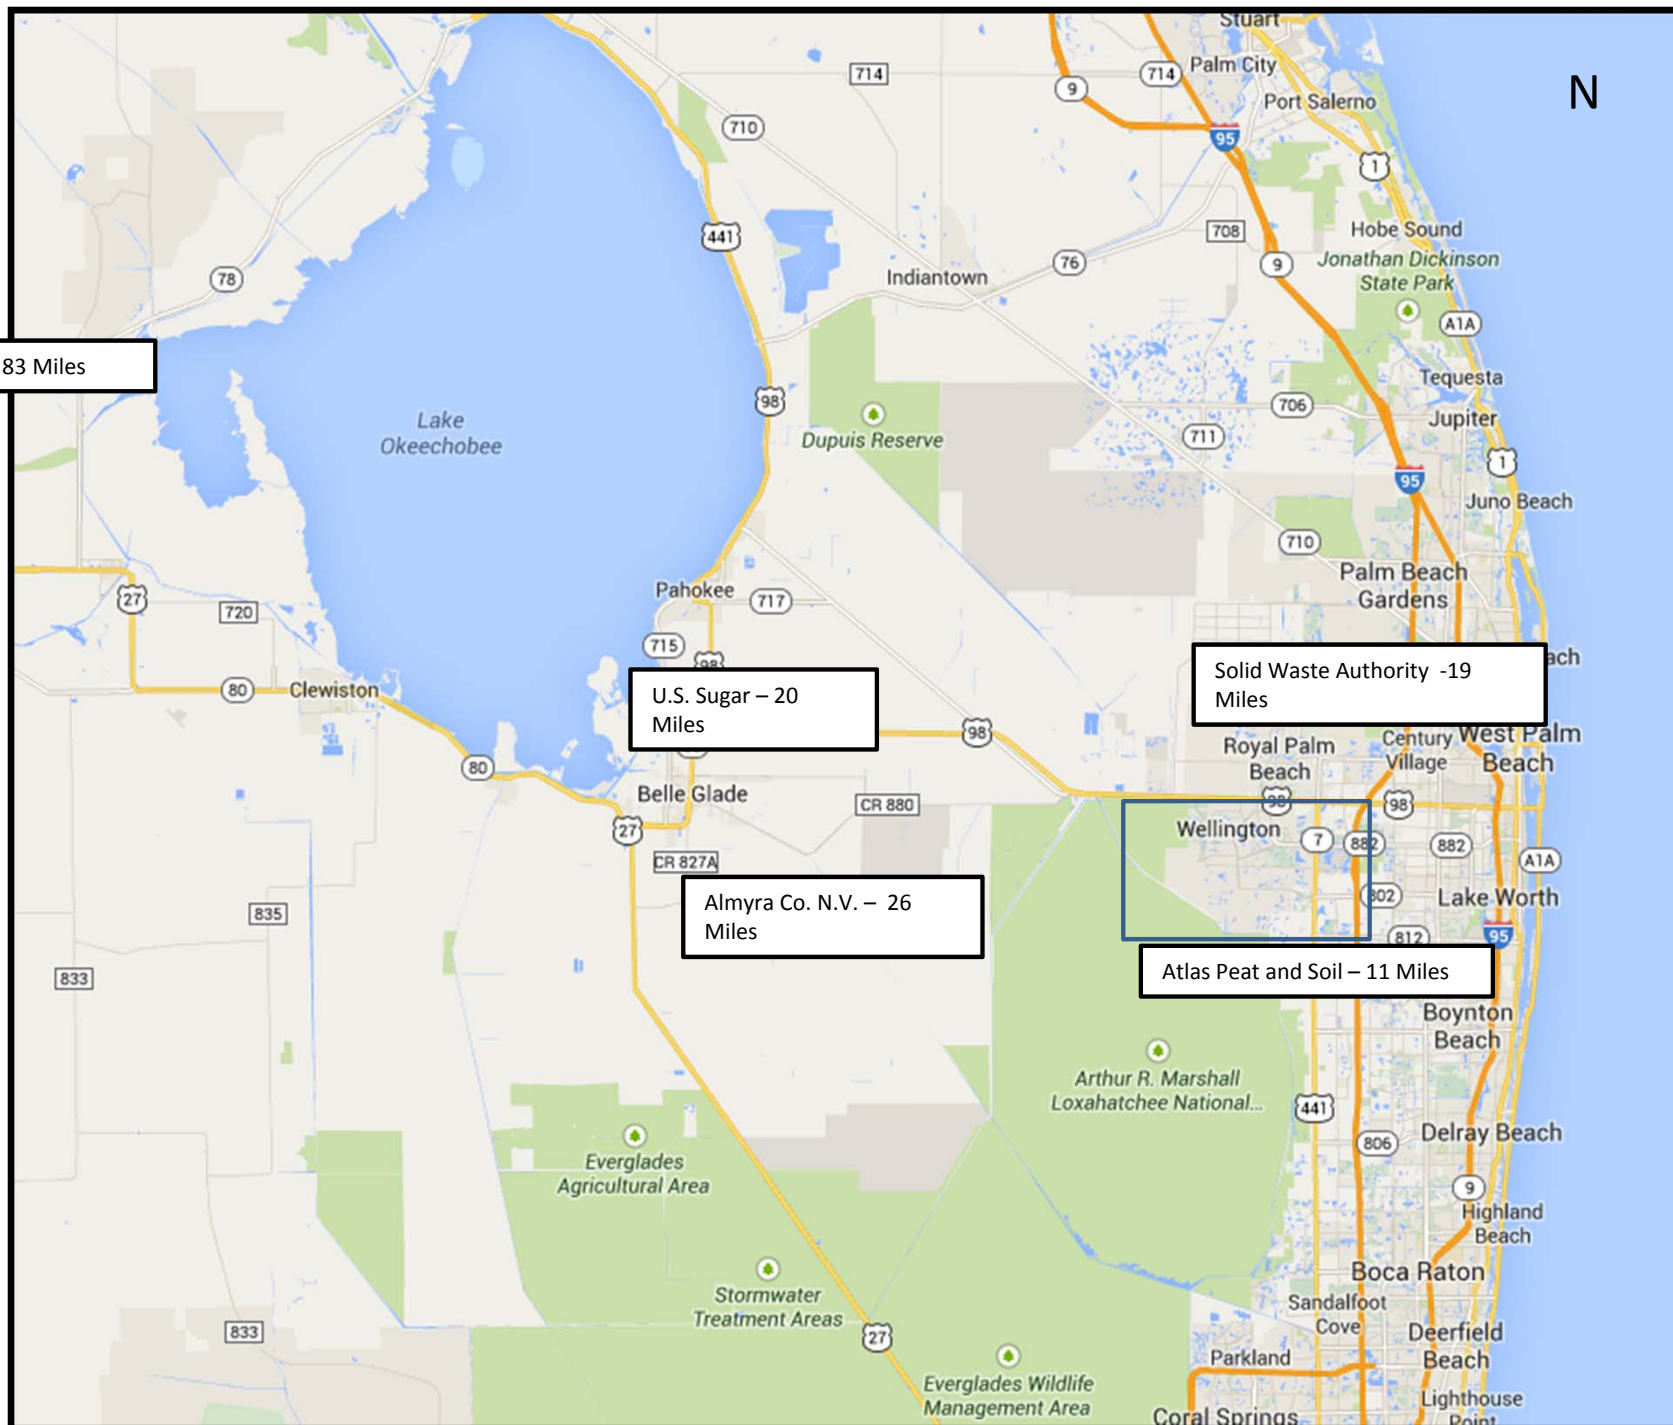 Stuart
Palm City
714
714
9
N
Port Salerno
710
95
1
441
708
Hobe Sound
78
Indiantown
76
9
Jonathan Dickinson
State Park
A1A
83 Miles
Tequesta
Lake
Okeechobee
98
Dupuis Reserve
706
711
Jupiter
1
95
Juno Beach
710
Palm Beach
Gardens
27
720
Pahokee
717
715
98
ach
80
Clewiston
U.S. Sugar – 20
Miles
Solid Waste Authority -19
Miles
98
Royal Palm
Beach
Century
Village
West Palm
Beach
80
Belle Glade
CR 880
98
98
27
Wellington
7
882
882
CR 827A
A1A
Almyra Co. N.V. – 26
Miles
802
Lake Worth
835
812
95
833
Atlas Peat and Soil – 11 Miles
Boynton
Beach
Arthur R. Marshall
Loxahatchee National...
441
806
Delray Beach
Everglades
Agricultural Area
9
Highland
Beach
Boca Raton
Stormwater
Treatment Areas
Sandalfoot
Cove
833
27
Deerfield
Beach
Parkland
Everglades Wildlife
Management Area
Lighthouse
Point
Coral Springs